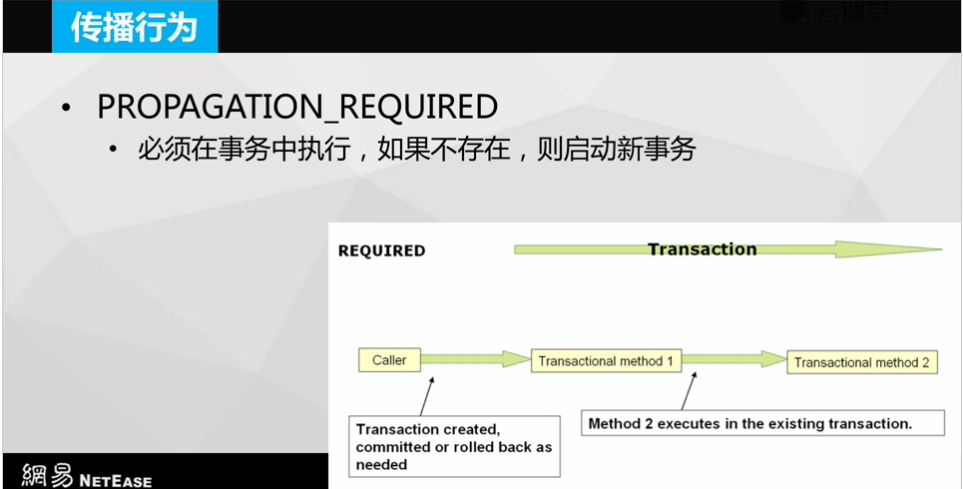 传播行为
云课堂
• PROPAGATION_REQUIRED
• 必须在事务中执行，如果不存在，则启动新事务
REQUIRED
Transaction
Caller
Transactional method 1
Transactional method 2
Transaction created,
committed or rolled back as
needed
Method 2 executes in the existing transaction.
網易 NETEASE